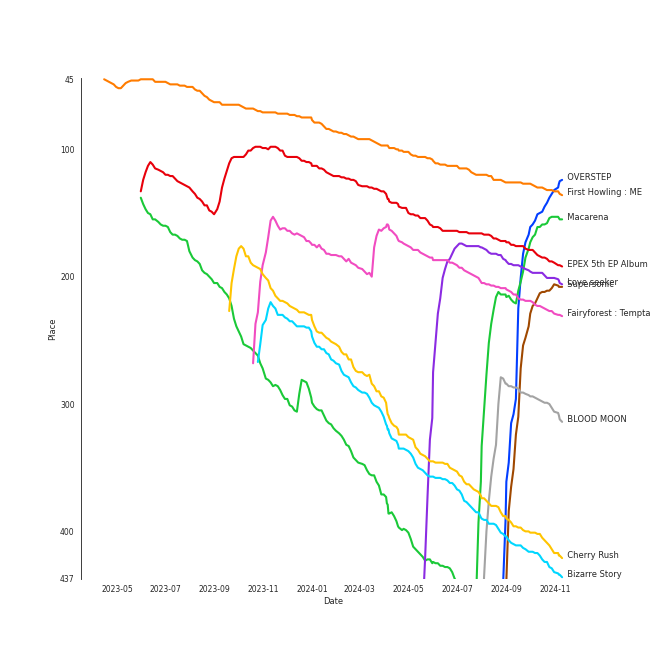 45
100
200
300
400
437
Place
2023-05
2023-07
2023-09
2023-11
2024-01
2024-03
2024-05
2024-07
2024-09
2024-11
Date
OVERSTEP
First Howling : ME
Macarena
EPEX 5th EP Album
Love seeker
Supersonic
Fairyforest : Tempta
BLOOD MOON
Cherry Rush
Bizarre Story